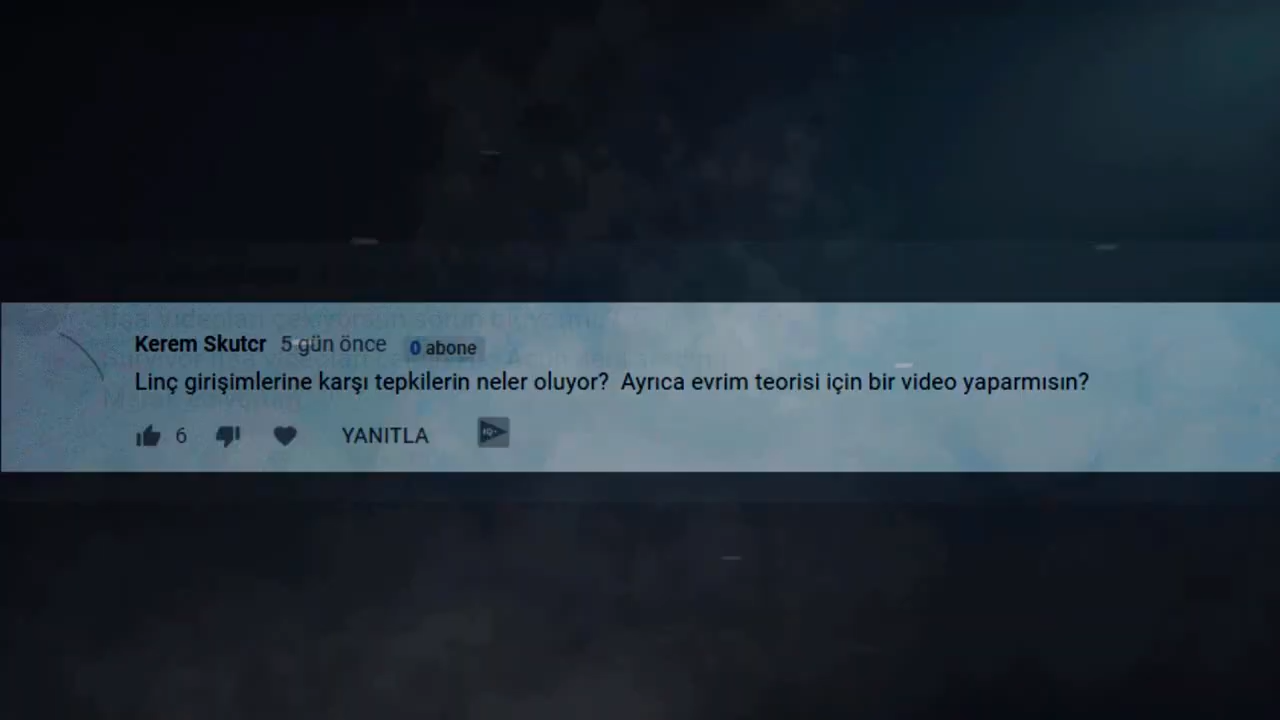 Kerem Skutcr 5 gün önce 0 abone
Linç girişimlerine karşı tepkilerin neler oluyor? Ayrıca evrim teorisi için bir video yaparmısın?
6 YANITLA